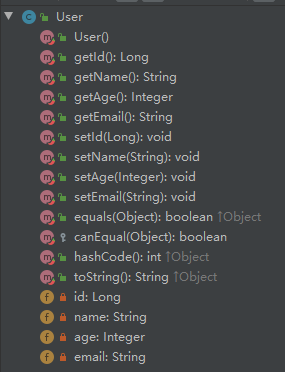 User
User()
getId(): Long
getName(): String
getAge(): Integer
getEmail(): String
setId(Long): void
setName(String): void
setAge(Integer): void
setEmail(String): void
equals(Object): boolean ↑Object
canEqual(Object): boolean
hashCode(): int ↑Object
toString(): String ↑Object
id: Long
name: String
age: Integer
email: String